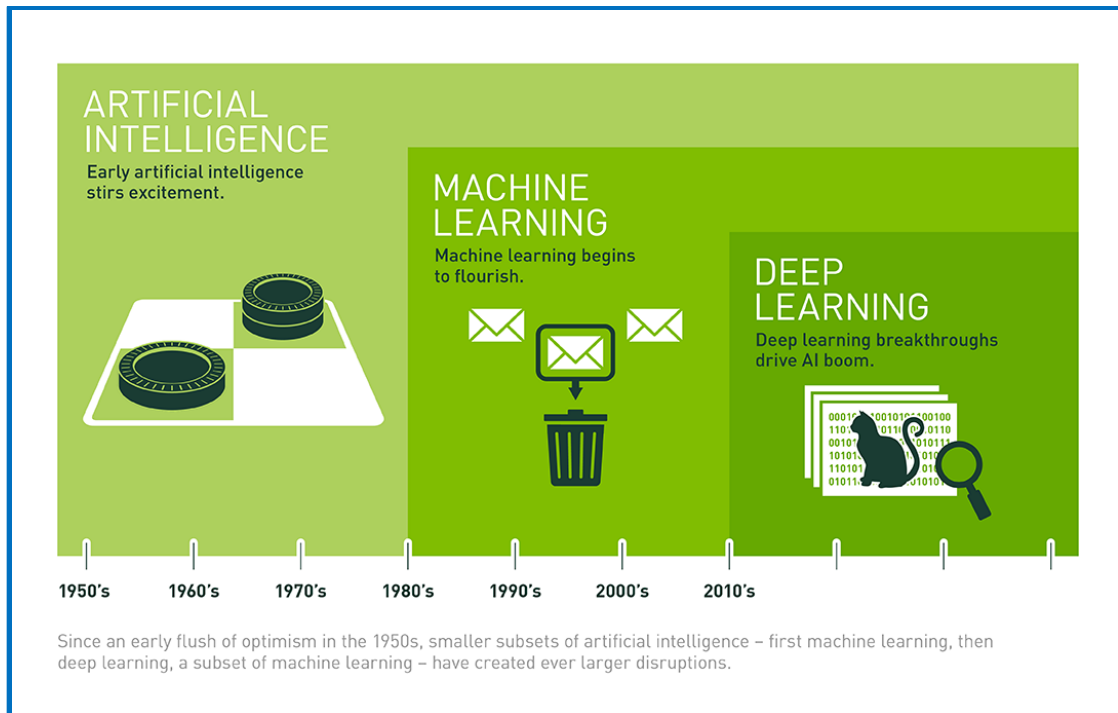 ARTIFICIAL
INTELLIGENCE
Early artificial intelligence
stirs excitement.
MACHINE
LEARNING
Machine learning begins
to flourish.
DEEP
LEARNING
Deep learning breakthroughs
drive AI boom.
1950's 1960's 1970's 1980's 1990's 2000's 2010's
Since an early flush of optimism in the 1950s, smaller subsets of artificial intelligence – first machine learning, then
deep learning, a subset of machine learning – have created ever larger disruptions.